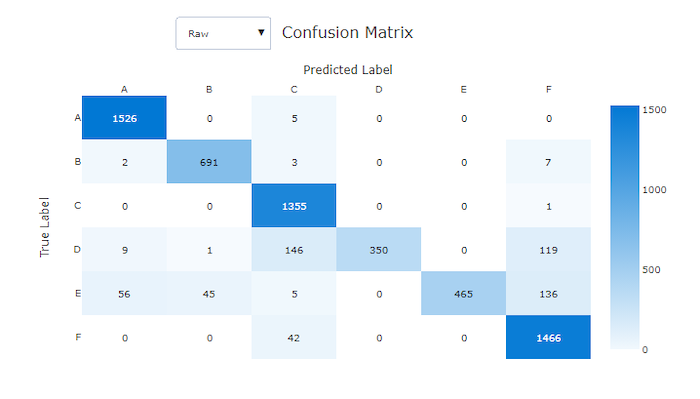 Raw ▼ Confusion Matrix
Predicted Label
A B C D E F
A 1526 0 5 0 0 0
B 2 691 3 0 0 7
C 0 0 1355 0 0 1
D 9 1 146 350 0 119
E 56 45 5 0 465 136
F 0 0 42 0 0 1466
True Label
1500
1000
500
0